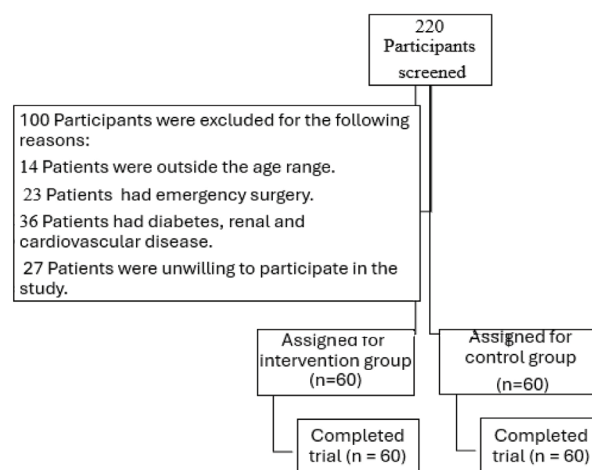 220
Participants
screened
100 Participants were excluded for the following
reasons:
14 Patients were outside the age range.
23 Patients had emergency surgery.
36 Patients had diabetes, renal and
cardiovascular disease.
27 Patients were unwilling to participate in the
study.
Assigned for
intervention group
(n=60)
Assigned for
control group
(n=60)
Completed
trial (n = 60)
Completed
trial (n = 60)